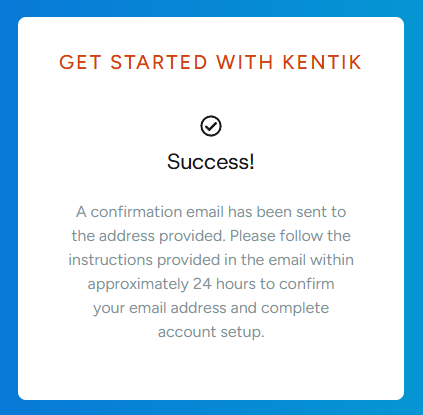 GET STARTED WITH KENTIK
Success!
A confirmation email has been sent to
the address provided. Please follow the
instructions provided in the email within
approximately 24 hours to confirm
your email address and complete
account setup.